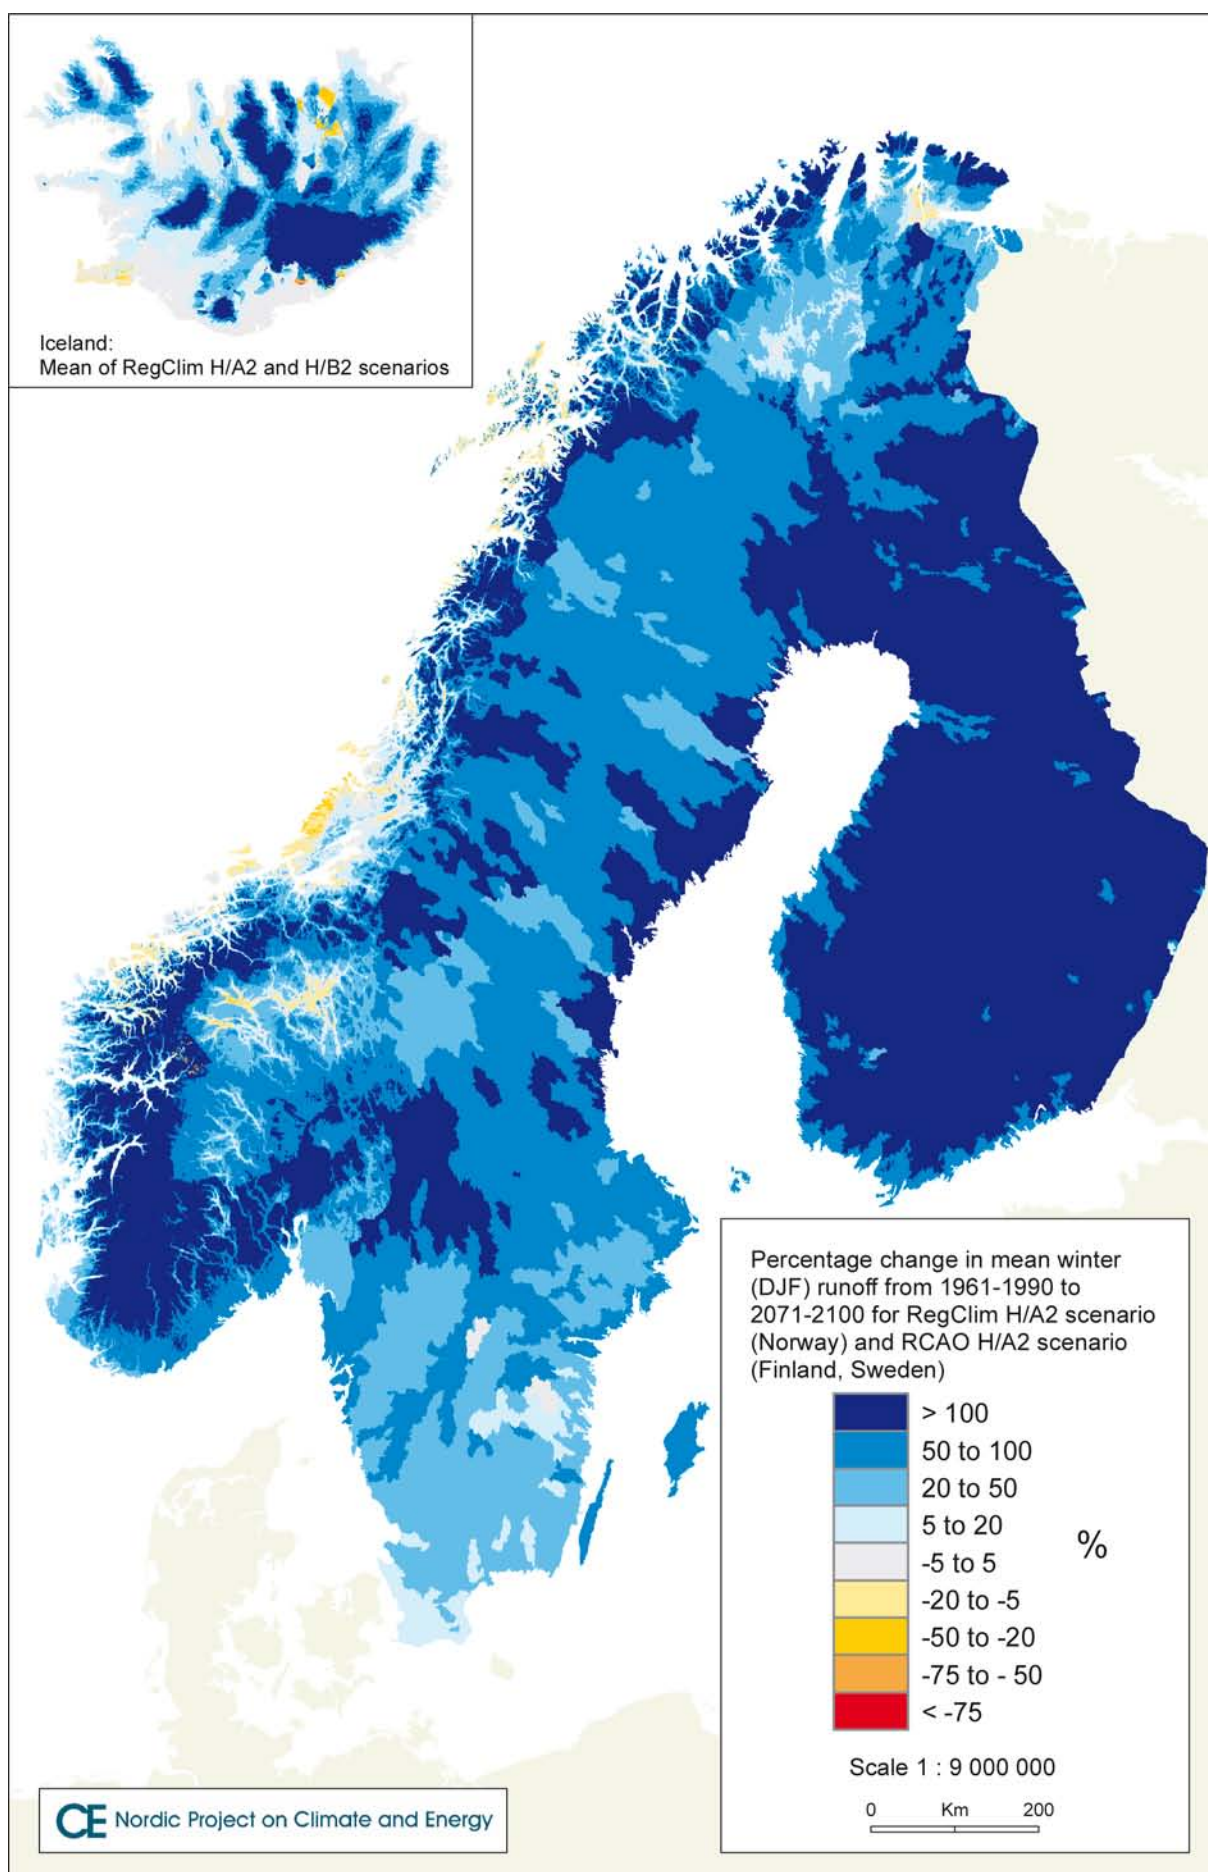 Iceland:
Mean of RegClim H/A2 and H/B2 scenarios
Percentage change in mean winter
(DJF) runoff from 1961-1990 to
2071-2100 for RegClim H/A2 scenario
(Norway) and RCAO H/A2 scenario
(Finland, Sweden)
> 100
50 to 100
20 to 50
5 to 20
-5 to 5
-20 to -5
-50 to -20
-75 to - 50
< -75
%
Scale 1 : 9 000 000
0 Km 200
CE Nordic Project on Climate and Energy